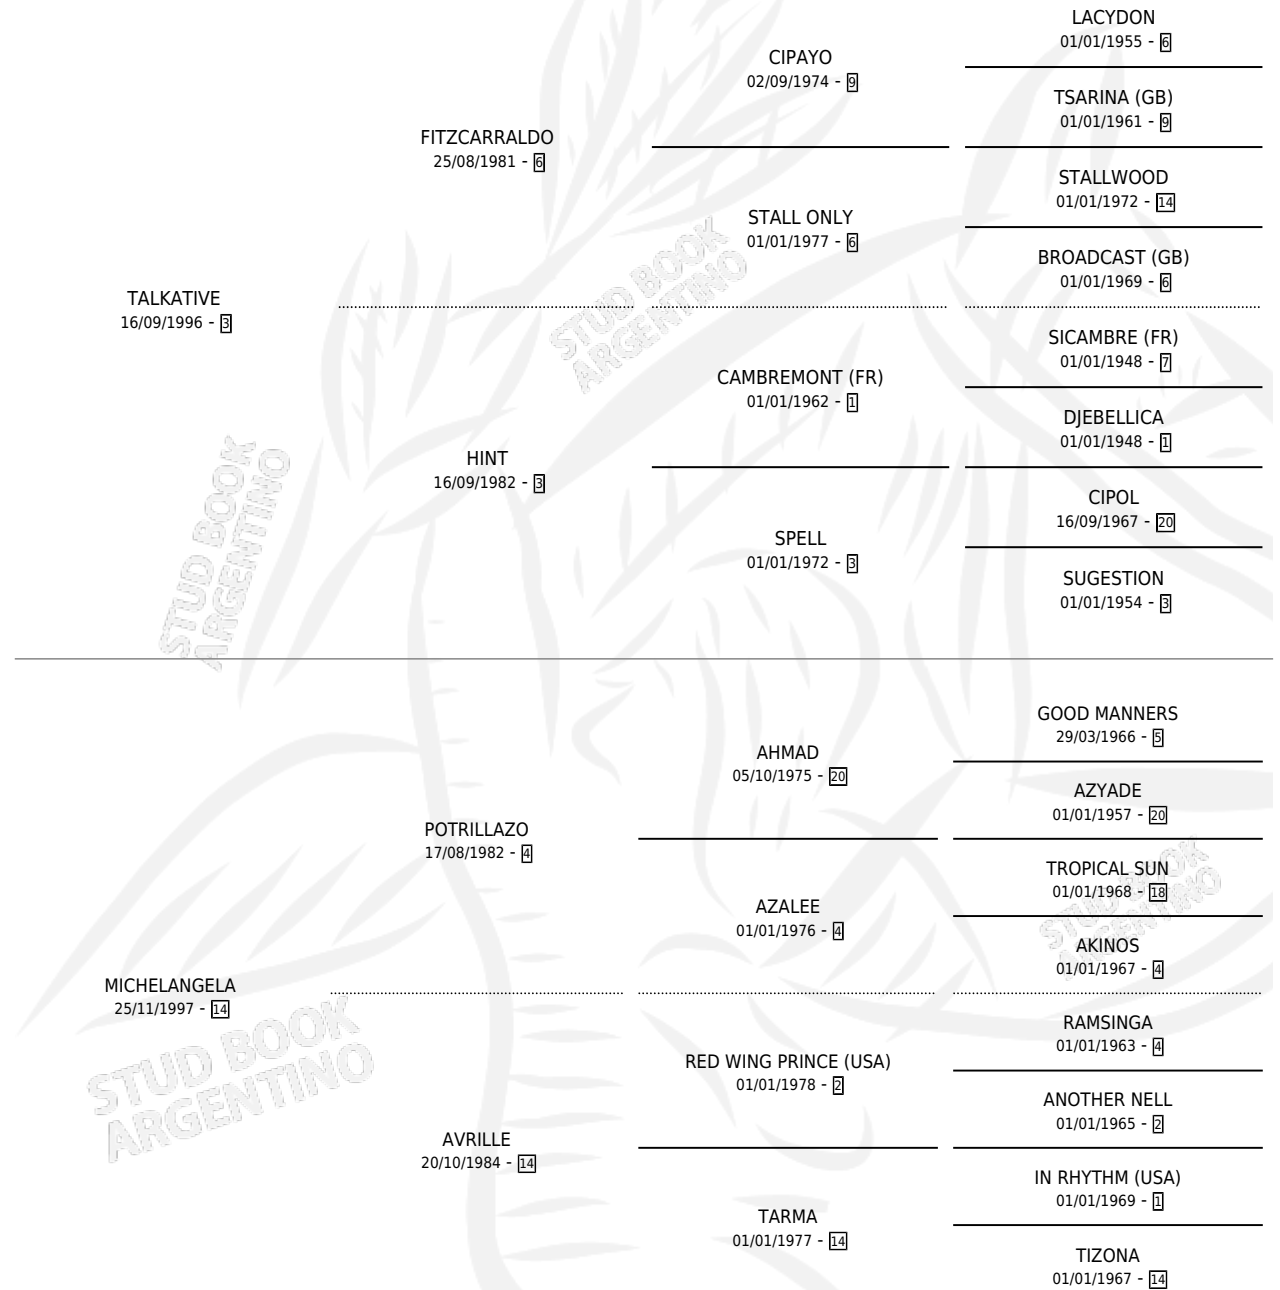 LACYDON
01/01/1955 - 6
CIPAYO
02/09/1974 - 9
TSARINA (GB)
01/01/1961 - 9
FITZCARRALDO
25/08/1981 - 6
STALLWOOD
01/01/1972 - 14
STALL ONLY
01/01/1977 - 6
BROADCAST (GB)
01/01/1969 - 6
TALKATIVE
16/09/1996 - 3
SICAMBRE (FR)
01/01/1948 - 7
CAMBREMONT (FR)
01/01/1962 - 1
DJEBELLICA
01/01/1948 - 1
HINT
16/09/1982 - 3
CIPOL
16/09/1967 - 20
SPELL
01/01/1972 - 3
SUGESTION
01/01/1954 - 3
GOOD MANNERS
29/03/1966 - 5
AHMAD
05/10/1975 - 20
AZYADE
01/01/1957 - 20
POTRILLAZO
17/08/1982 - 4
TROPICAL SUN
01/01/1968 - 18
AZALEE
01/01/1976 - 4
AKINOS
01/01/1967 - 4
MICHELANGELA
25/11/1997 - 14
RAMSINGA
01/01/1963 - 4
RED WING PRINCE (USA)
01/01/1978 - 2
ANOTHER NELL
01/01/1965 - 2
AVRILLE
20/10/1984 - 14
IN RHYTHM (USA)
01/01/1969 - 1
TARMA
01/01/1977 - 14
TIZONA
01/01/1967 - 14
STUD BOOK
ARGENTINO
STUD BOOK
ARGENTINO
STUD BOOK
ARGENTINO
STUD BOOK
ARGENTINO